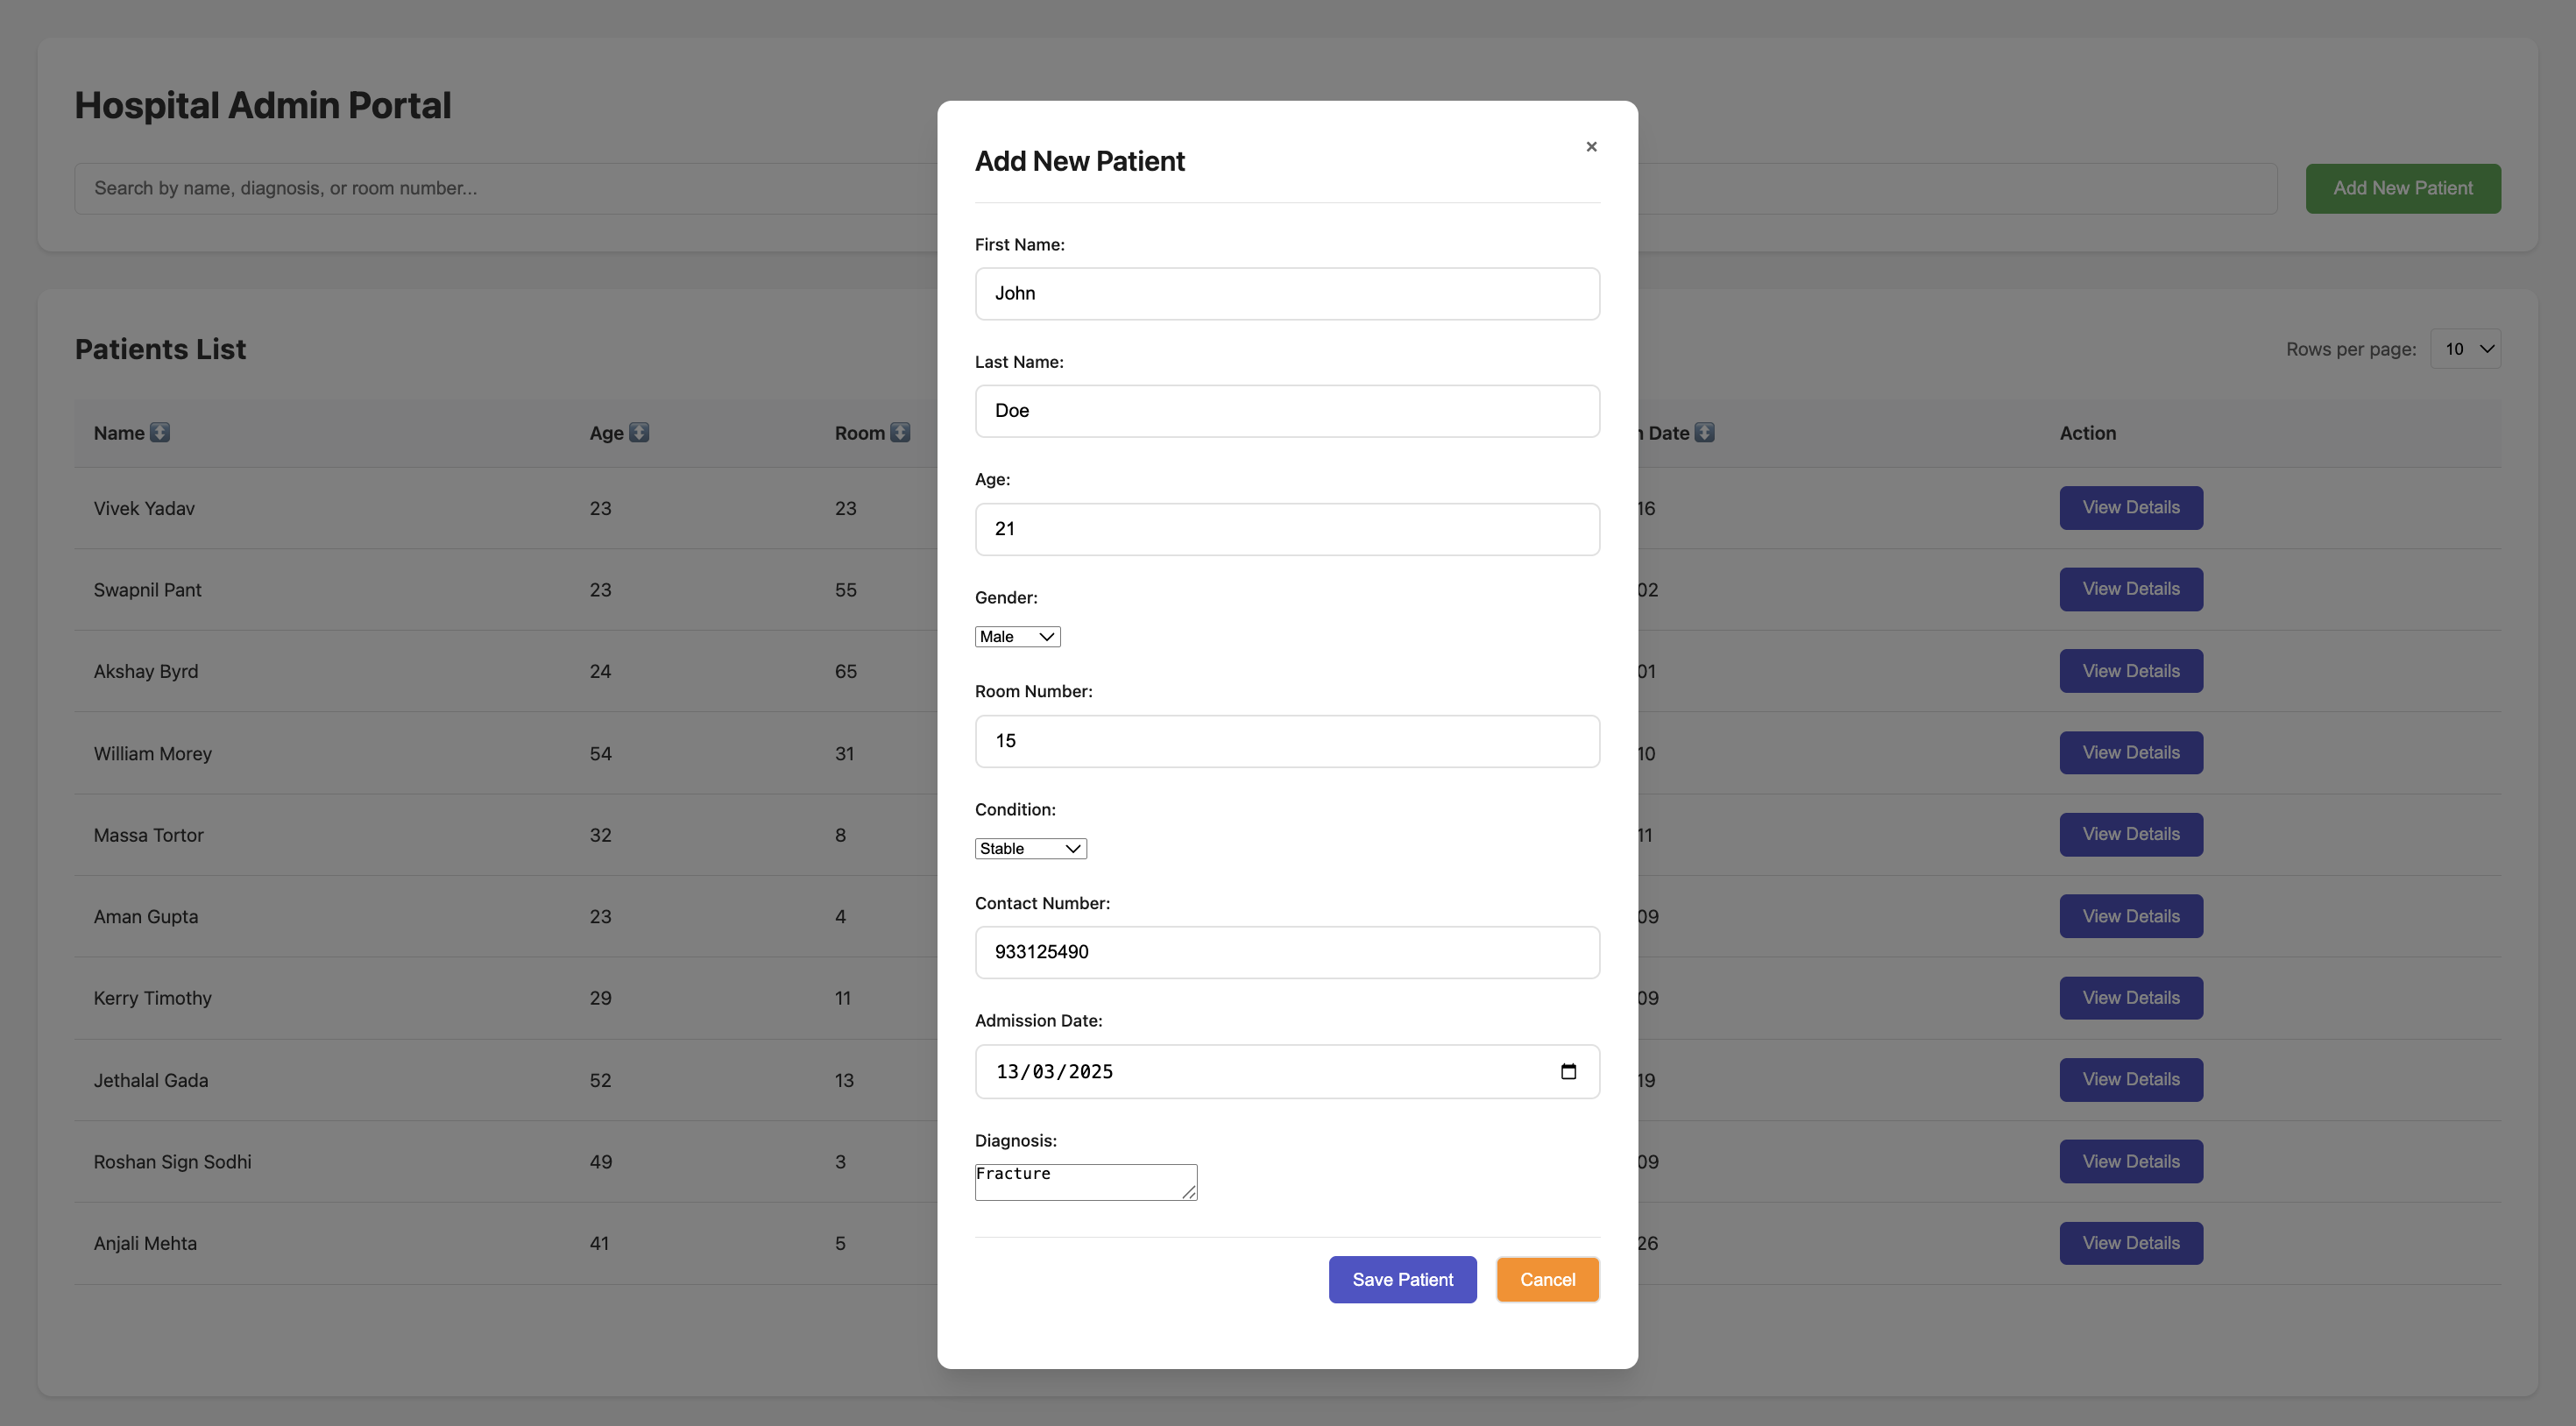 Hospital Admin Portal
Search by name, diagnosis, or room number...
Add New Patient
Patients List
Rows per page: 10
Name Age Room Date Action
Vivek Yadav 23 23 16 View Details
Swapnil Pant 23 55 02 View Details
Akshay Byrd 24 65 01 View Details
William Morey 54 31 10 View Details
Massa Tortor 32 8 11 View Details
Aman Gupta 23 4 09 View Details
Kerry Timothy 29 11 09 View Details
Jethalal Gada 52 13 19 View Details
Roshan Sign Sodhi 49 3 09 View Details
Anjali Mehta 41 5 26 View Details
Add New Patient ×
First Name:
John
Last Name:
Doe
Age:
21
Gender:
Male
Room Number:
15
Condition:
Stable
Contact Number:
933125490
Admission Date:
13/03/2025
Diagnosis:
Fracture
Save Patient Cancel